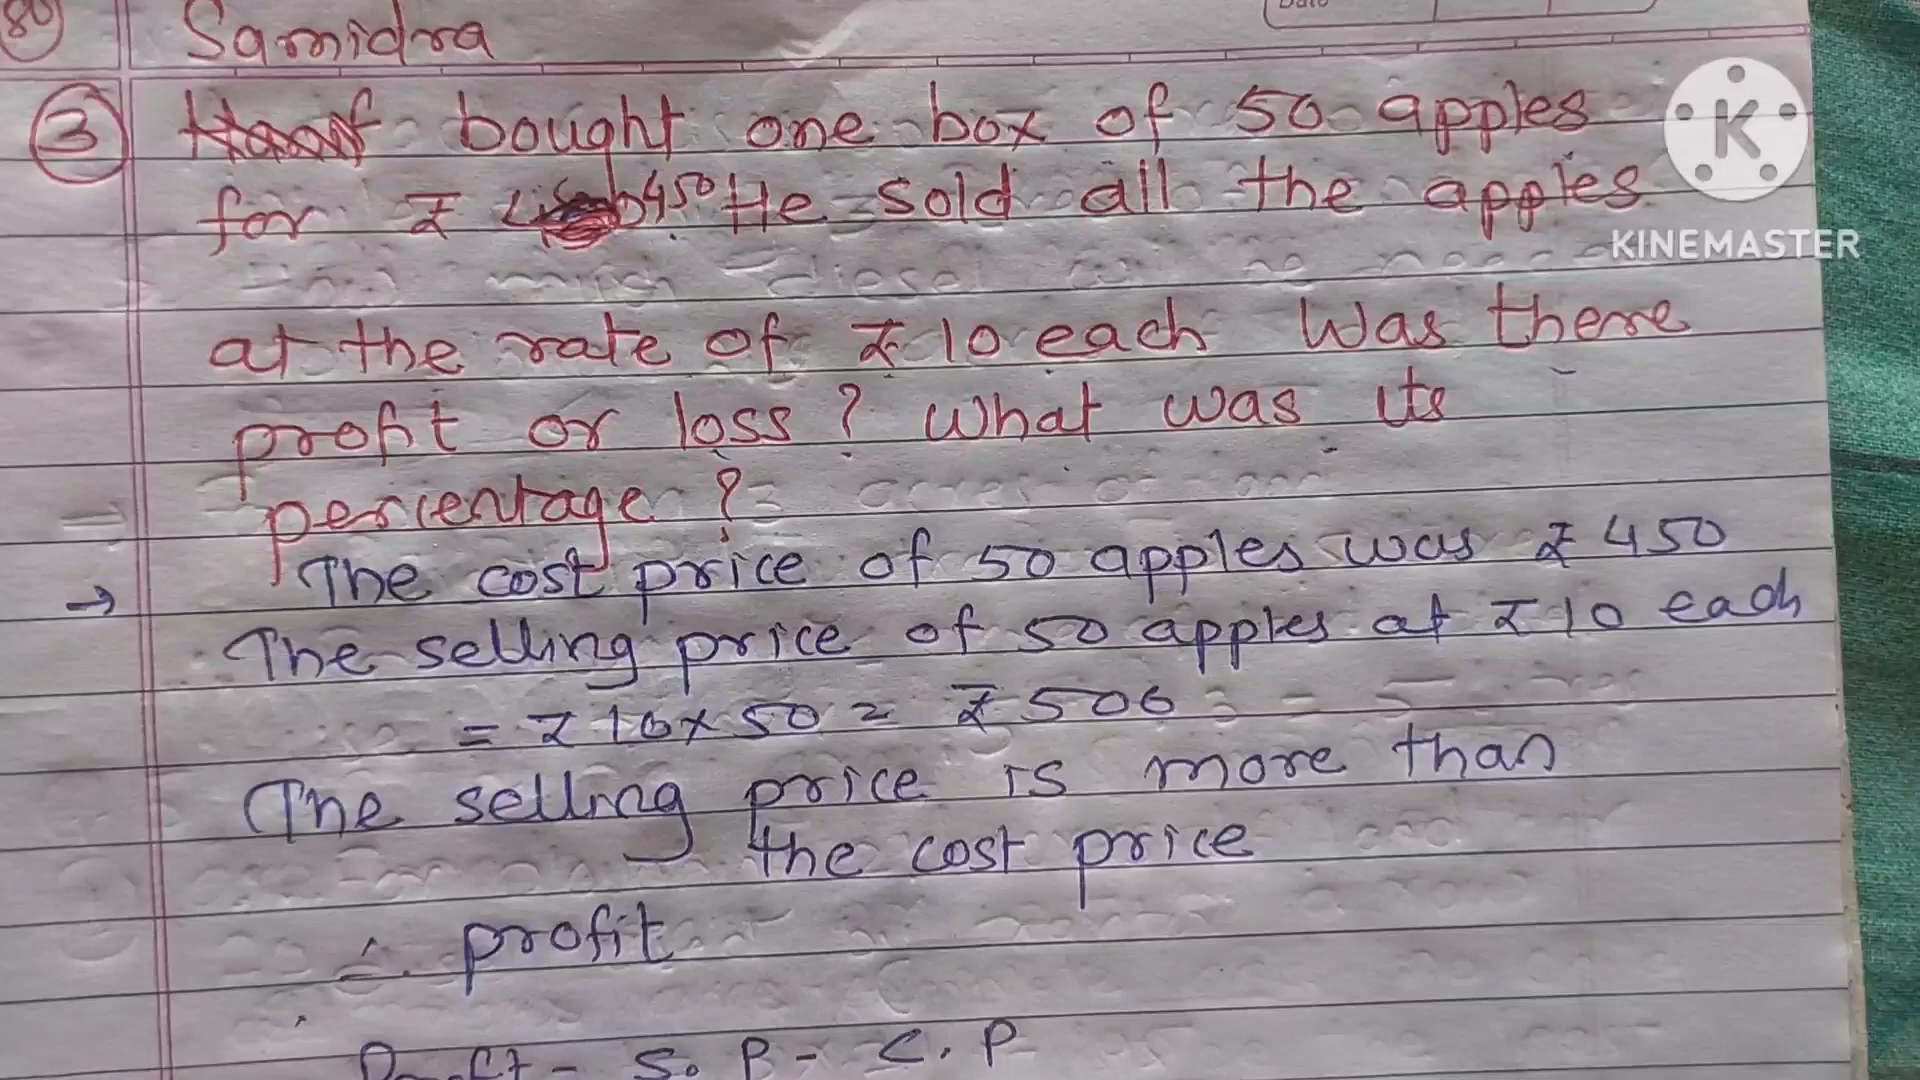 80 Samidra
Date
3 bought one box of 50 apples
for ₹ 450 He sold all the apples
at the rate of ₹ 10 each Was there
profit or loss ? What was its
percentage ?
→ The cost price of 50 apples was ₹ 450
The selling price of 50 apples at ₹ 10 each
= ₹ 10 x 50 = ₹ 500
The selling price is more than
the cost price
∴ profit
Profit = S. P - C. P
K
KINEMASTER